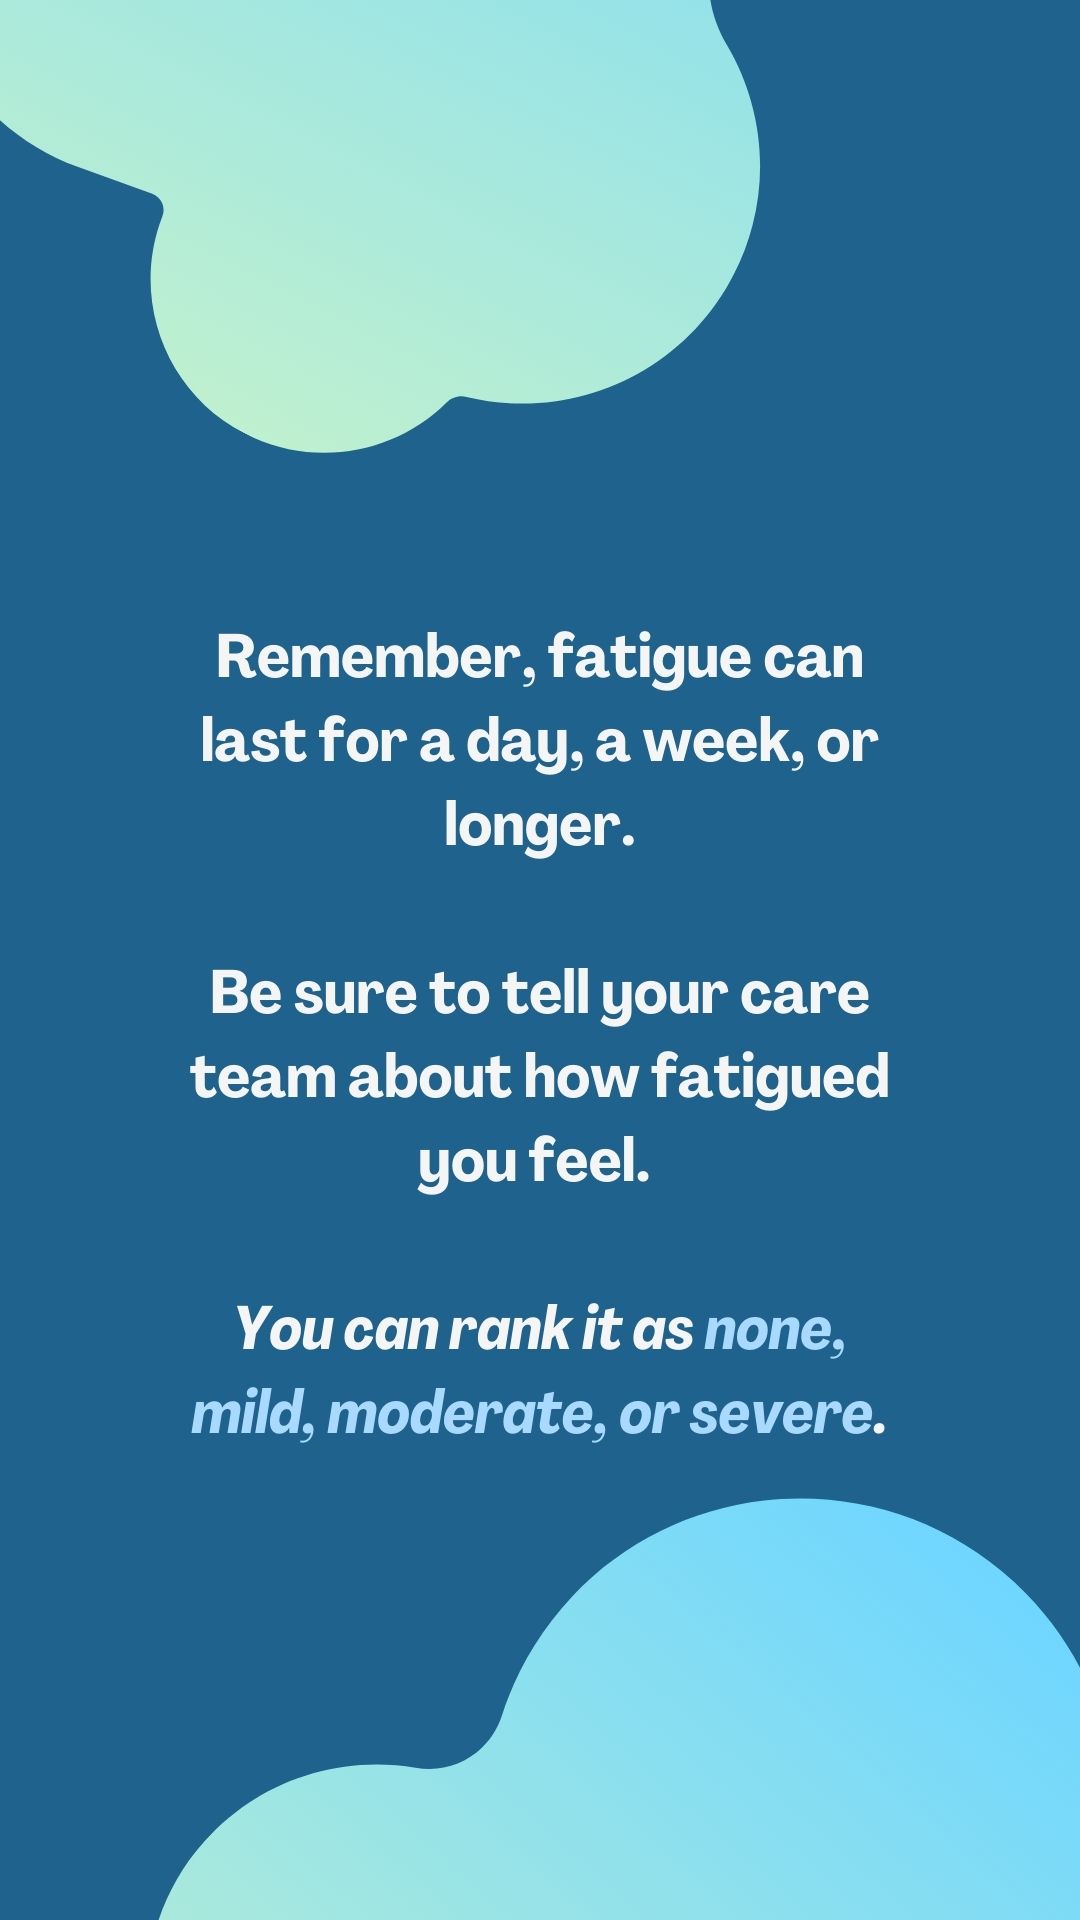 Remember, fatigue can
last for a day, a week, or
longer.
Be sure to tell your care
team about how fatigued
you feel.
You can rank it as none,
mild, moderate, or severe.